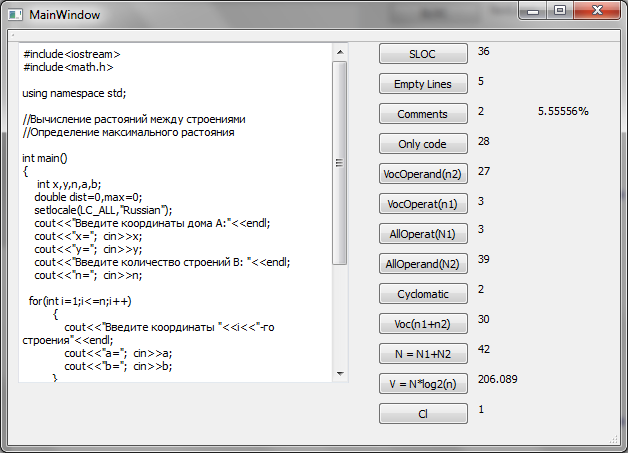 MainWindow
#include<iostream>
#include<math.h>
using namespace std;
//Вычисление растояний между строениями
//Определение максимального растояния
int main()
{
int x,y,n,a,b;
double dist=0,max=0;
setlocale(LC_ALL,"Russian");
cout<<"Введите координаты дома A:"<<endl;
cout<<"x="; cin>>x;
cout<<"y="; cin>>y;
cout<<"Введите количество строений B: "<<endl;
cout<<"n="; cin>>n;
for(int i=1;i<=n;i++)
{
cout<<"Введите координаты "<<i<<"-го
строения"<<endl;
cout<<"a="; cin>>a;
cout<<"b="; cin>>b;
}
SLOC 36
Empty Lines 5
Comments 2 5.55556%
Only code 28
VocOperand(n2) 27
VocOperat(n1) 3
AllOperat(N1) 3
AllOperand(N2) 39
Cyclomatic 2
Voc(n1+n2) 30
N = N1+N2 42
V = N*log2(n) 206.089
Cl 1